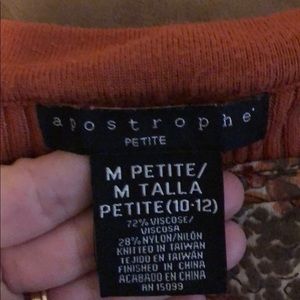 apostrophe'
PETITE
M PETITE/
M TALLA
PETITE(10-12)
72% VISCOSE/
VISCOSA
28% NYLON/NILÓN
KNITTED IN TAIWAN
TEJIDO EN TAIWÁN
FINISHED IN CHINA
ACABADO EN CHINA
RN 15099